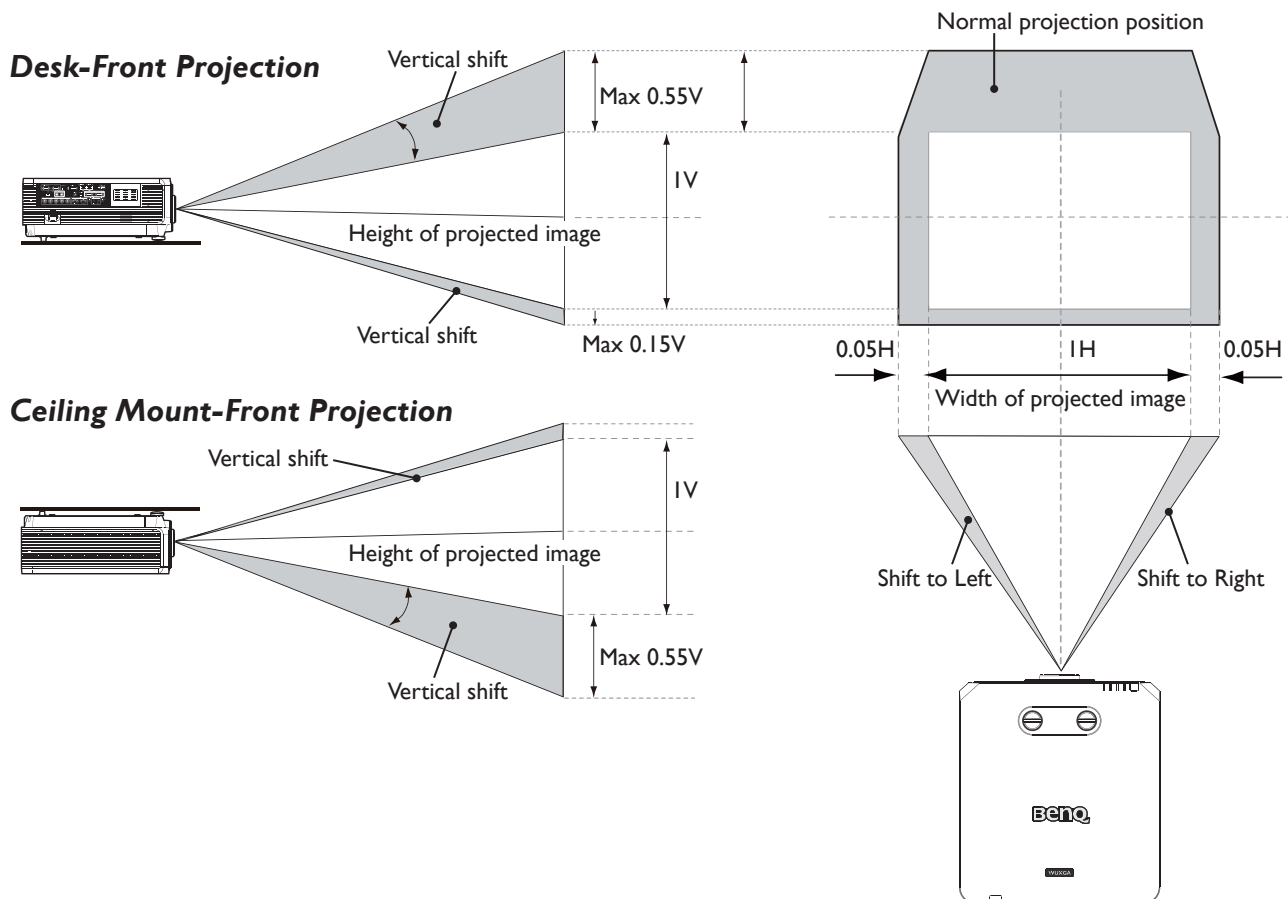 Desk-Front Projection
Vertical shift
Max 0.55V
1V
Height of projected image
Vertical shift
Max 0.15V
Normal projection position
0.05H
1H
0.05H
Width of projected image
Shift to Left
Shift to Right
Ceiling Mount-Front Projection
Vertical shift
1V
Height of projected image
Max 0.55V
Vertical shift
BenQ
WUXGA